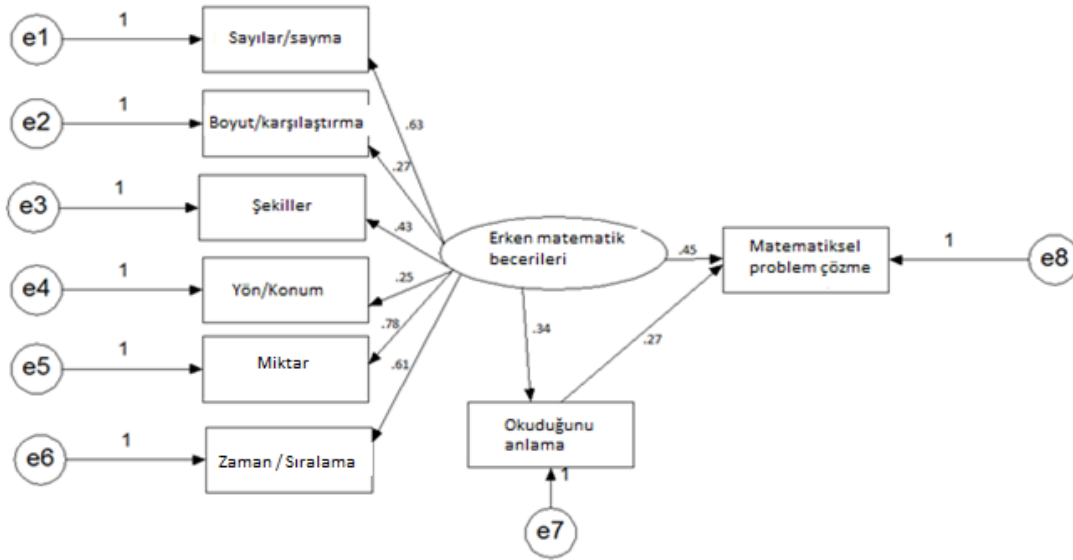 e1
1
Sayılar/sayma
e2
1
Boyut/karşılaştırma
e3
1
Şekiller
e4
1
Yön/Konum
e5
1
Miktar
e6
1
Zaman / Sıralama
.63
.27
.43
.25
.78
.61
Erken matematik
becerileri
.45
.34
.27
Matematiksel
problem çözme
1
e8
Okuduğunu
anlama
1
e7